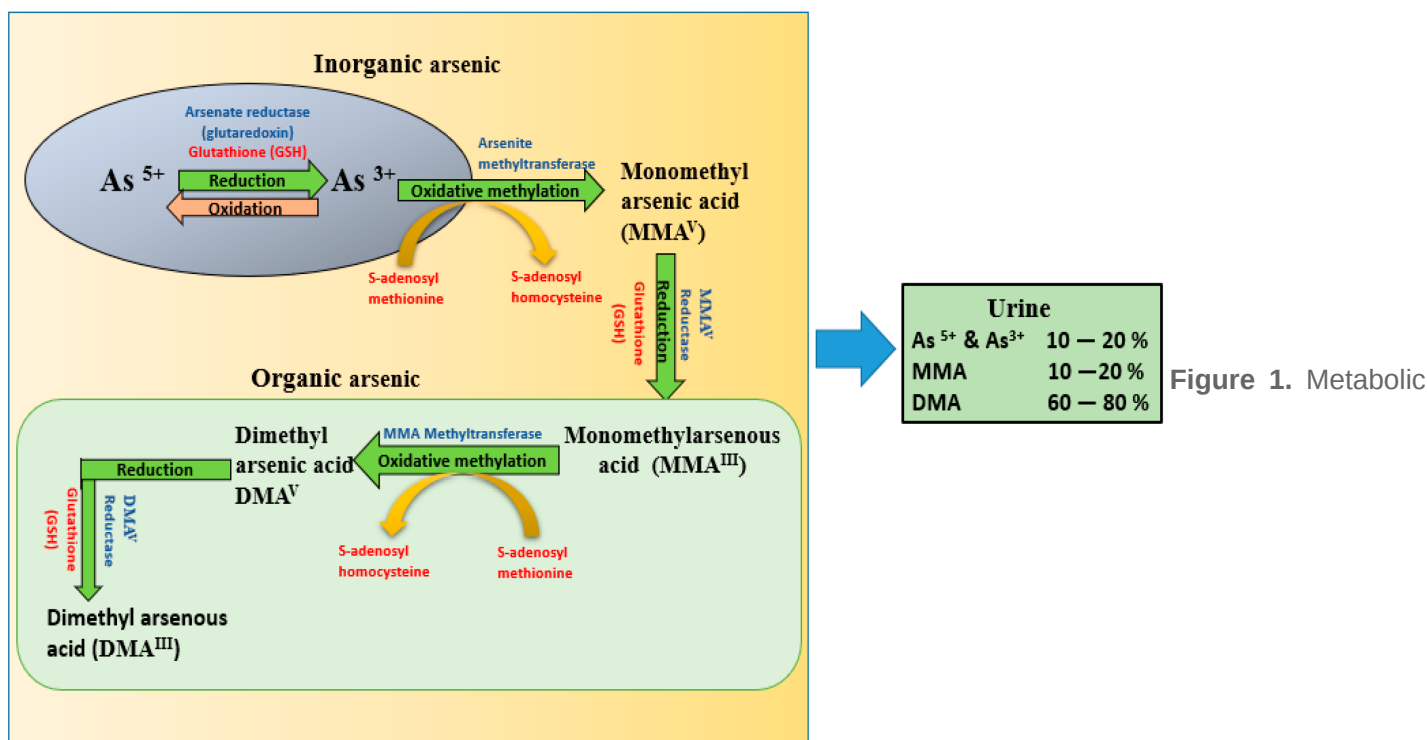 Inorganic arsenic
Arsenate reductase
(glutaredoxin)
Glutathione (GSH)
As 5+
Reduction
As 3+
Oxidation
Arsenite
methyltransferase
Oxidative methylation
S-adenosyl
methionine
S-adenosyl
homocysteine
Monomethyl
arsenic acid
(MMAV)
Reduction
MMAV
Reductase
Glutathione
(GSH)
Organic arsenic
Monomethylarsenous
acid (MMAIII)
MMA Methyltransferase
Oxidative methylation
S-adenosyl
homocysteine
S-adenosyl
methionine
Dimethyl
arsenic acid
DMAV
Reduction
DMAV
Reductase
Glutathione
(GSH)
Dimethyl arsenous
acid (DMAIII)
Urine
As 5+ & As3+ 10 – 20 %
MMA 10 –20 %
DMA 60 – 80 %
Figure 1. Metabolic